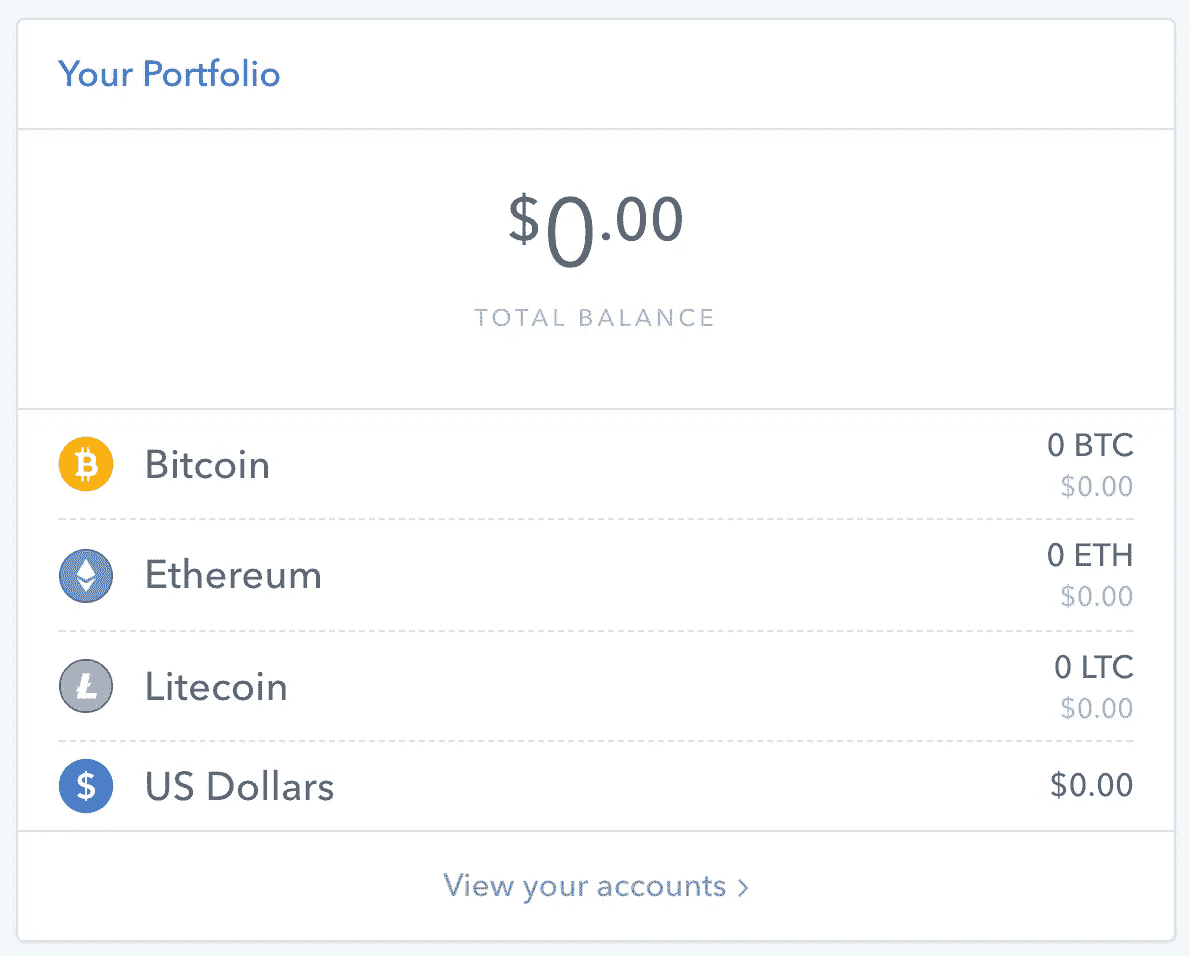 Your Portfolio
$0.00
TOTAL BALANCE
Bitcoin
0 BTC
$0.00
Ethereum
0 ETH
$0.00
Litecoin
0 LTC
$0.00
US Dollars
$0.00
View your accounts >